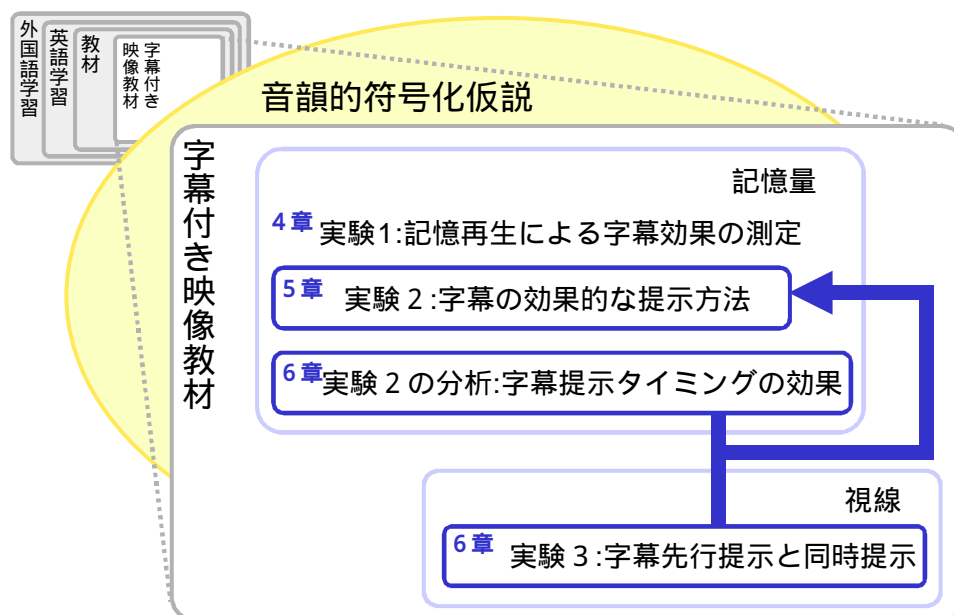 外国語学習
英語学習
教材
字幕付き
映像教材
音韻的符号化仮説
字幕付き映像教材
記憶量
4章 実験1:記憶再生による字幕効果の測定
5章 実験2:字幕の効果的な提示方法
6章 実験2の分析:字幕提示タイミングの効果
視線
6章 実験3:字幕先行提示と同時提示